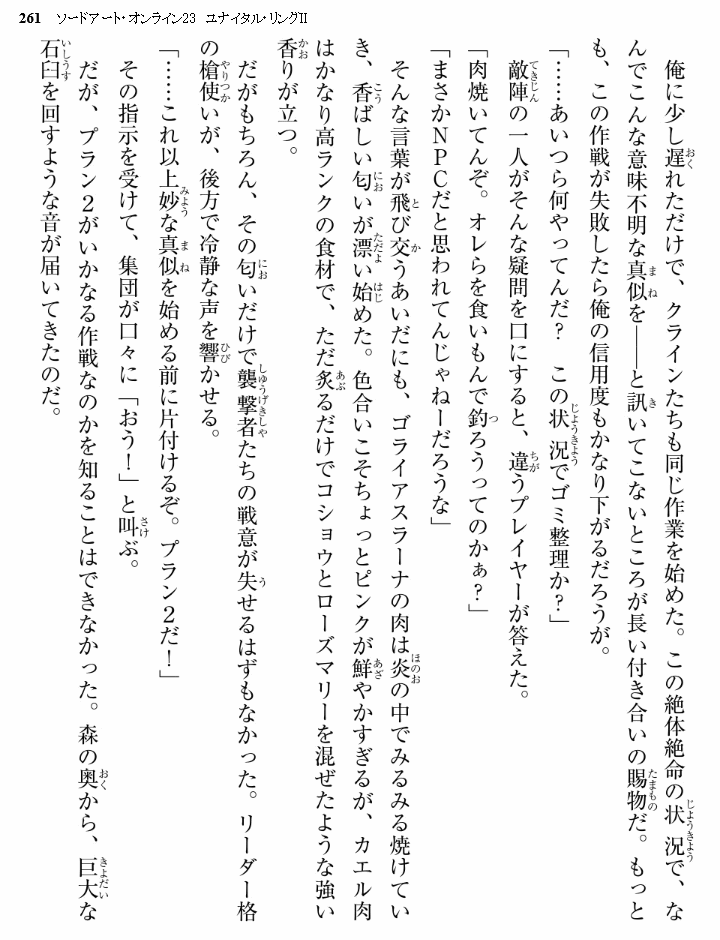 261　ソードアート・オンライン23　ユナイタル・リングⅡ
俺に少し遅れただけで、クラインたちも同じ作業を始めた。この絶体絶命の状況で、な
んでこんな意味不明な真似を――と訊いてこないところが長い付き合いの賜物だ。もっと
も、この作戦が失敗したら俺の信用度もかなり下がるだろうが。
「……あいつら何やってんだ？　この状況でゴミ整理か？」
敵陣の一人がそんな疑問を口にすると、違うプレイヤーが答えた。
「肉焼いてんぞ。オレらを食いもんで釣ろうってのかぁ？」
「まさかＮＰＣだと思われてんじゃねーだろうな」
そんな言葉が飛び交うあいだにも、ゴライアスラーナの肉は炎の中でみるみる焼けてい
き、香ばしい匂いが漂い始めた。色合いこそちょっとピンクが鮮やかすぎるが、カエル肉
はかなり高ランクの食材で、ただ炙るだけでコショウとローズマリーを混ぜたような強い
香りが立つ。
だがもちろん、その匂いだけで襲撃者たちの戦意が失せるはずもなかった。リーダー格
の槍使いが、後方で冷静な声を響かせる。
「……これ以上妙な真似を始める前に片付けるぞ。プラン２だ！」
その指示を受けて、集団が口々に「おう！」と叫ぶ。
だが、プラン２がいかなる作戦なのかを知ることはできなかった。森の奥から、巨大な
石臼を回すような音が届いてきたのだ。